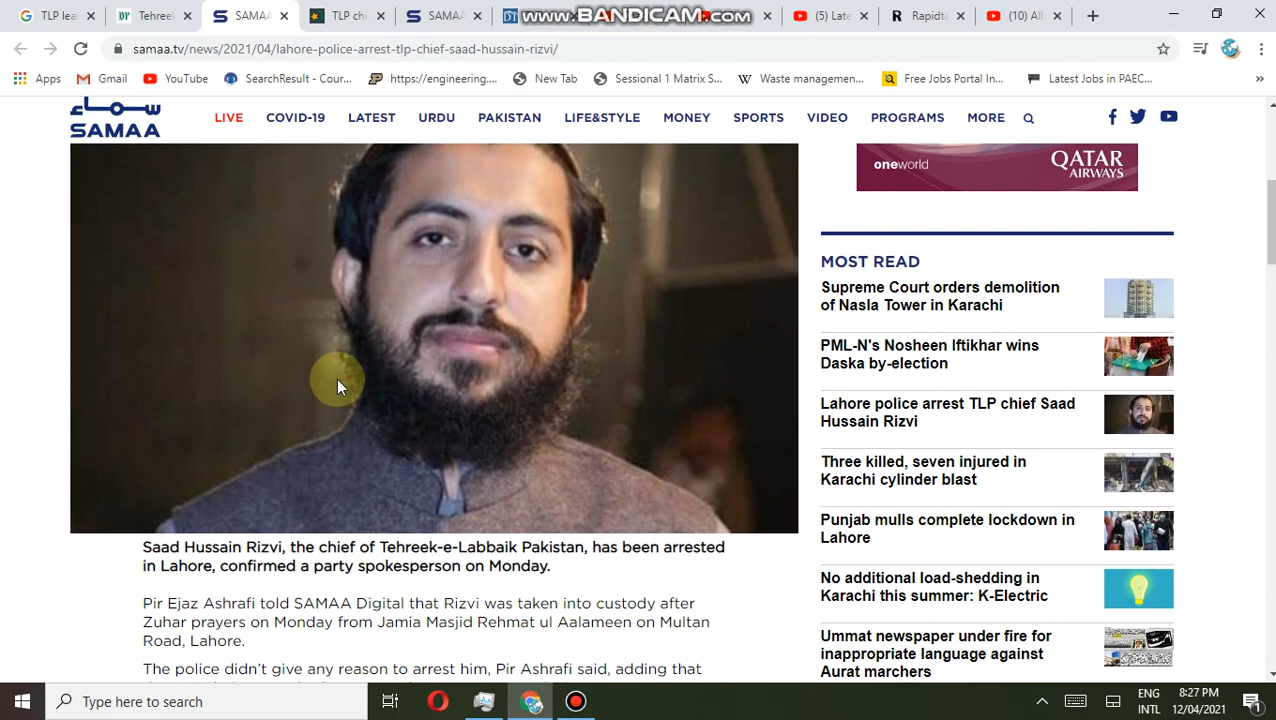 TLP lea
Tehree
SAMAA
TLP chi
SAMAA
WWW.BANDICAM.COM
(5) Late
Rapidta
(10) Al
samaa.tv/news/2021/04/lahore-police-arrest-tlp-chief-saad-hussain-rizvi/
Apps Gmail YouTube SearchResult - Cour... https://engineering.... New Tab Sessional 1 Matrix S... Waste managemen... Free Jobs Portal In... Latest Jobs in PAEC...
سماء
SAMAA
LIVE COVID-19 LATEST URDU PAKISTAN LIFE&STYLE MONEY SPORTS VIDEO PROGRAMS MORE
oneworld
QATAR
AIRWAYS
MOST READ
Supreme Court orders demolition
of Nasla Tower in Karachi
PML-N's Nosheen Iftikhar wins
Daska by-election
Lahore police arrest TLP chief Saad
Hussain Rizvi
Three killed, seven injured in
Karachi cylinder blast
Punjab mulls complete lockdown in
Lahore
No additional load-shedding in
Karachi this summer: K-Electric
Ummat newspaper under fire for
inappropriate language against
Aurat marchers
Saad Hussain Rizvi, the chief of Tehreek-e-Labbaik Pakistan, has been arrested
in Lahore, confirmed a party spokesperson on Monday.
Pir Ejaz Ashrafi told SAMAA Digital that Rizvi was taken into custody after
Zuhar prayers on Monday from Jamia Masjid Rehmat ul Aalameen on Multan
Road, Lahore.
The police didn't give any reason to arrest him, Pir Ashrafi said, adding that
Type here to search
ENG
INTL
8:27 PM
12/04/2021